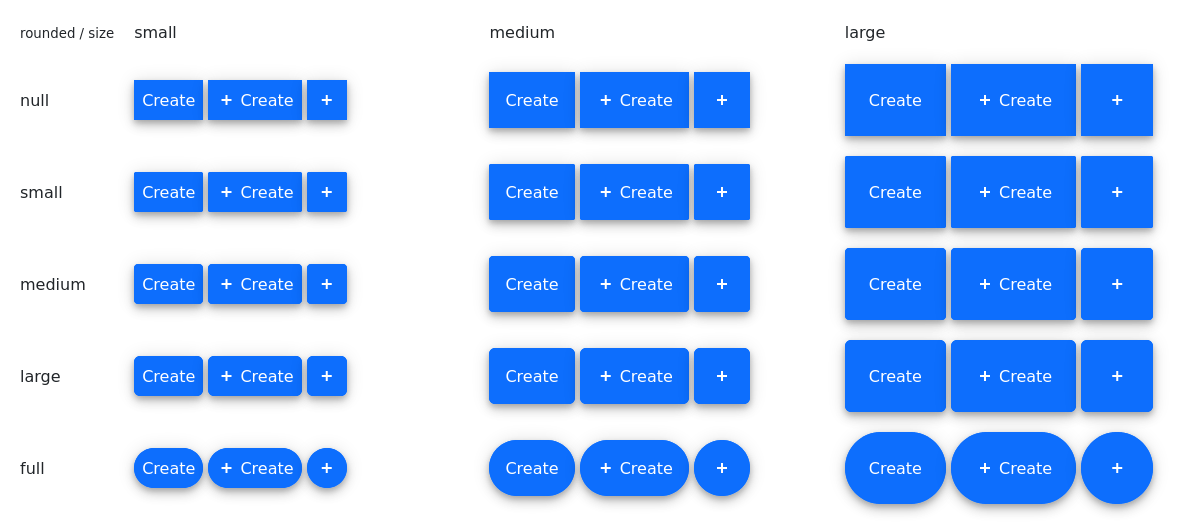 rounded / size small medium large
null Create + Create + Create + Create + Create + Create +
small Create + Create + Create + Create + Create + Create +
medium Create + Create + Create + Create + Create + Create +
large Create + Create + Create + Create + Create + Create +
full Create + Create + Create + Create + Create + Create +